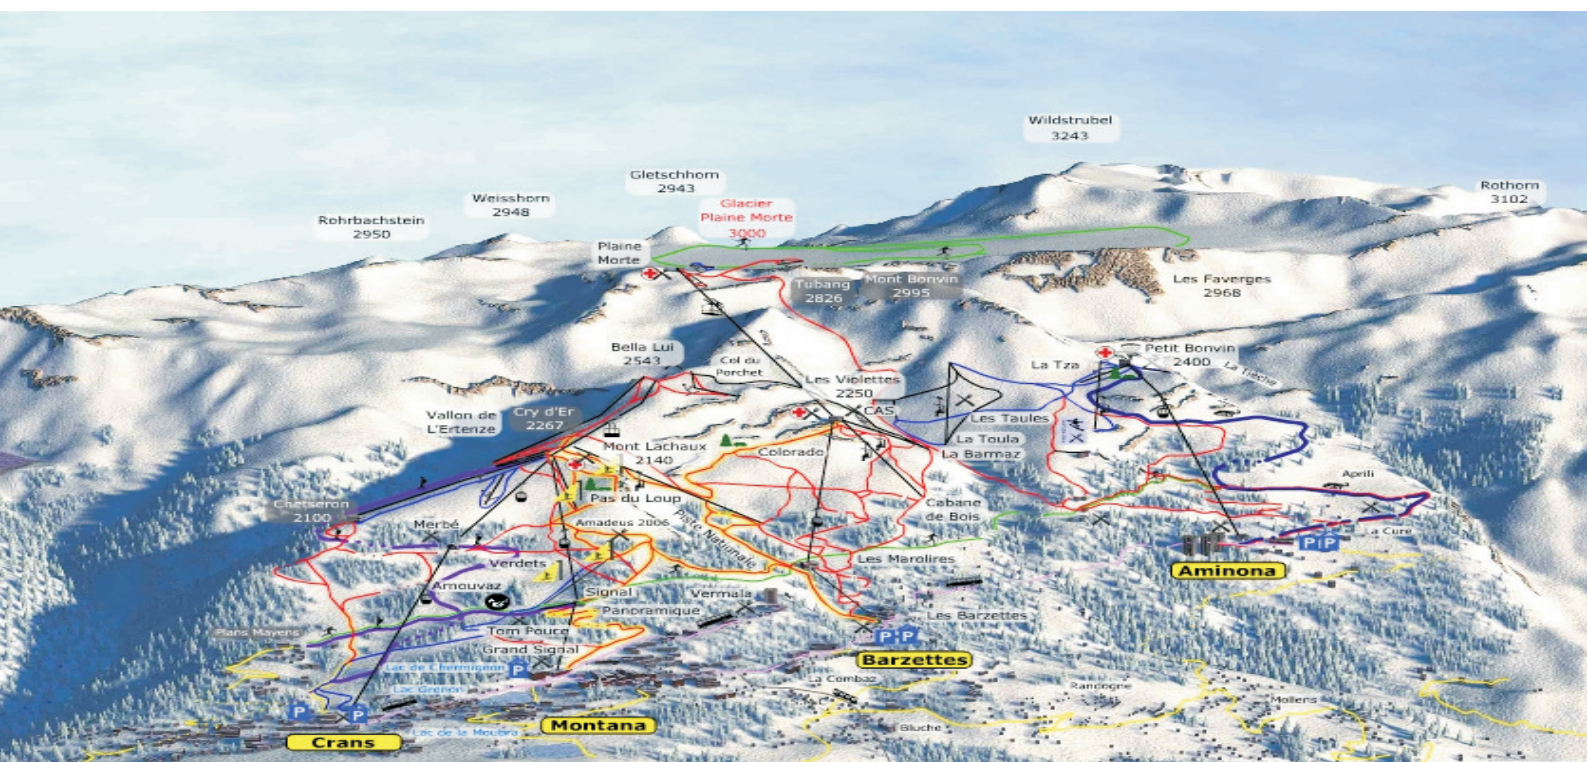 Wildstrubel
3243
Gletschhorn
2943
Rothorn
3102
Weisshorn
2948
Glacier
Plaine Morte
3000
Rohrbachstein
2950
Plaine
Morte
Tubang
2826
Mont Bonvin
2995
Les Faverges
2968
Bella Lui
2543
Col du
Porchet
La Tza
Petit Bonvin
2400
La Tièche
Les Violettes
2250
CAS
Vallon de
L'Ertenze
Cry d'Er
2267
Les Taules
Mont Lachaux
2140
Colorado
La Toula
La Barmaz
Aprili
Chetseron
2100
Pas du Loup
Cabane
de Bois
Merbé
Amadeus 2006
Piste Nationale
La Cure
Verdets
Les Marolires
P P
Aminona
Arnouvaz
Signal
Vermala
Plans Mayens
Panoramique
Les Barzettes
Tom Pouce
P P
Grand Signal
Barzettes
Lac de Chermignon
P
La Combaz
Rancogne
Lac Grenon
Mollens
P P
Montana
Bluche
Lac de la Moubra
Crans